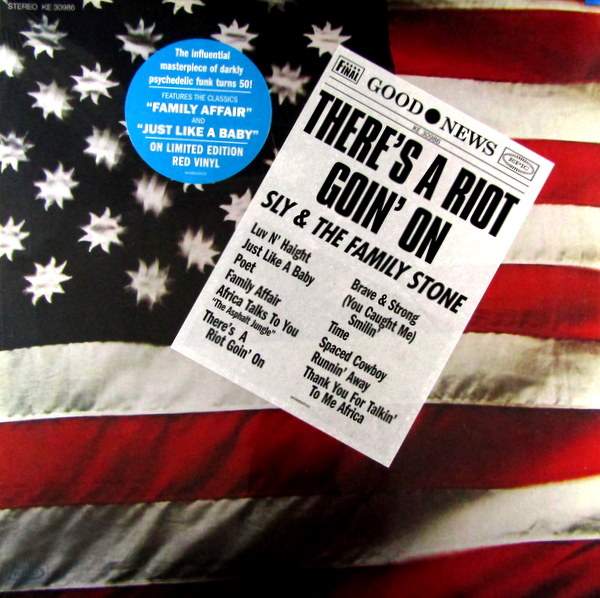 STEREO KE 30986
The influential
masterpiece of darkly
psychedelic funk turns 50!
FEATURES THE CLASSICS
"FAMILY AFFAIR"
AND
"JUST LIKE A BABY"
ON LIMITED EDITION
RED VINYL
FINAL
GOOD NEWS
KE 30986
EPIC
THERE'S A RIOT
GOIN' ON
SLY & THE FAMILY STONE
Luv N' Haight
Just Like A Baby
Poet
Family Affair
Africa Talks To You
"The Asphalt Jungle"
There's A
Riot Goin' On
Brave & Strong
(You Caught Me)
Smilin'
Time
Spaced Cowboy
Runnin' Away
Thank You For Talkin'
To Me Africa